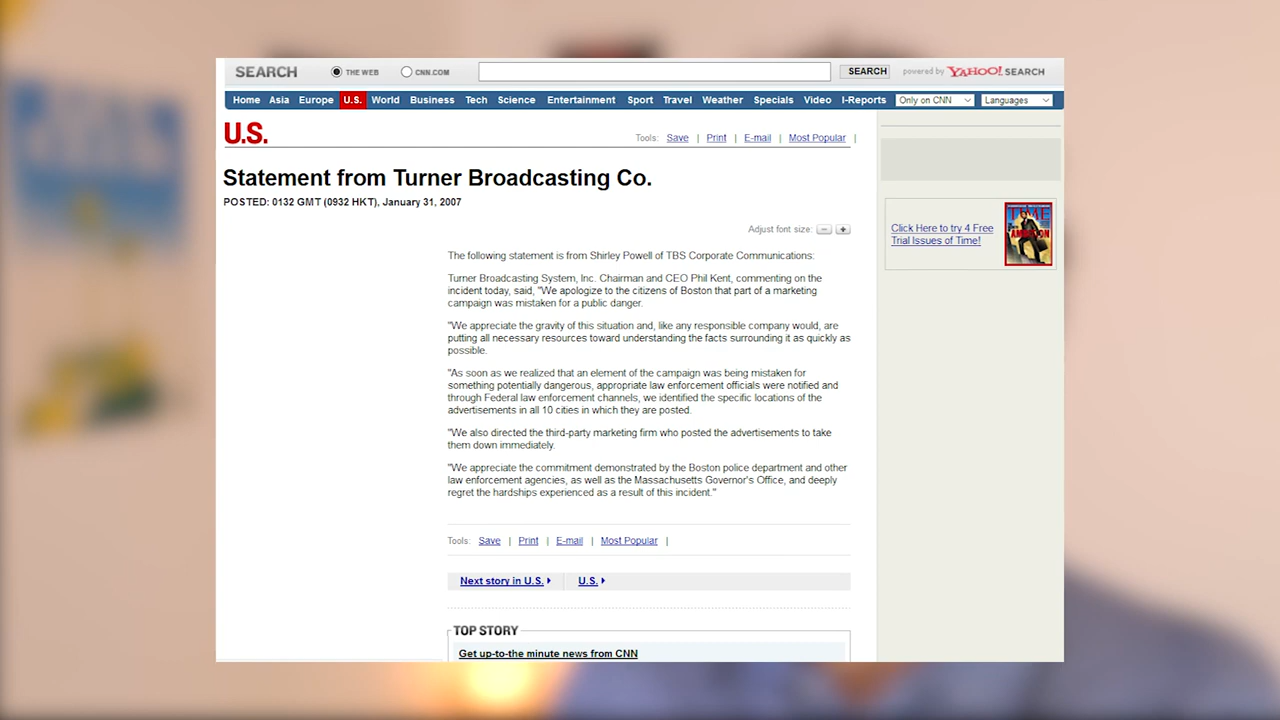 SEARCH THE WEB CNN.COM SEARCH powered by YAHOO! SEARCH
Home Asia Europe U.S. World Business Tech Science Entertainment Sport Travel Weather Specials Video I-Reports Only on CNN Languages
U.S.
Tools: Save | Print | E-mail | Most Popular |
Statement from Turner Broadcasting Co.
POSTED: 0132 GMT (0932 HKT), January 31, 2007
Adjust font size:
Click Here to try 4 Free
Trial Issues of Time!
TIME
The following statement is from Shirley Powell of TBS Corporate Communications:
Turner Broadcasting System, Inc. Chairman and CEO Phil Kent, commenting on the
incident today, said, "We apologize to the citizens of Boston that part of a marketing
campaign was mistaken for a public danger.
"We appreciate the gravity of this situation and, like any responsible company would, are
putting all necessary resources toward understanding the facts surrounding it as quickly as
possible.
"As soon as we realized that an element of the campaign was being mistaken for
something potentially dangerous, appropriate law enforcement officials were notified and
through Federal law enforcement channels, we identified the specific locations of the
advertisements in all 10 cities in which they are posted.
"We also directed the third-party marketing firm who posted the advertisements to take
them down immediately.
"We appreciate the commitment demonstrated by the Boston police department and other
law enforcement agencies, as well as the Massachusetts Governor's Office, and deeply
regret the hardships experienced as a result of this incident."
Tools: Save | Print | E-mail | Most Popular |
Next story in U.S. U.S.
TOP STORY
Get up-to-the minute news from CNN